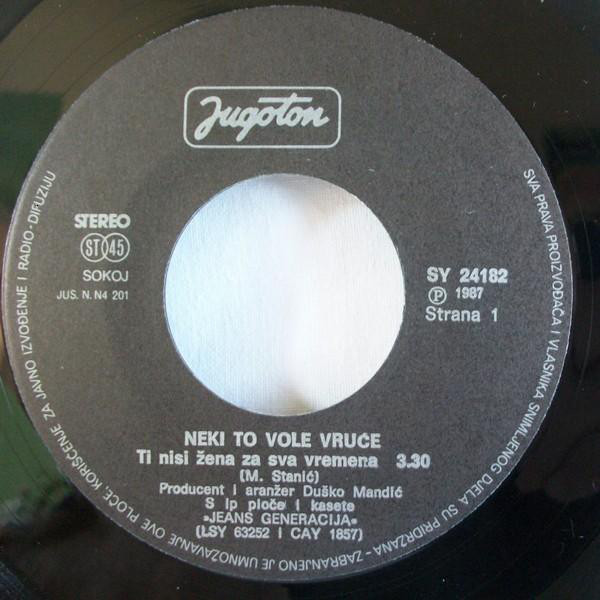 Jugoton
STEREO
ST 45
SOKOJ
JUS. N. N4 201
SY 24182
Ⓟ 1987
Strana 1
NEKI TO VOLE VRUĆE
Ti nisi žena za sva vremena 3.30
(M. Stanić)
Producent i aranžer Duško Mandić
S lp ploče i kasete
»JEANS GENERACIJA«
(LSY 63252 i CAY 1857)
SVA PRAVA PROIZVOĐAČA I VLASNIKA SNIMLJENOG DJELA SU PRIDRŽANA - ZABRANJENO JE UMNOŽAVANJE OVE PLOČE KORIŠĆENJE ZA JAVNO IZVOĐENJE I RADIO - DIFUZIJU